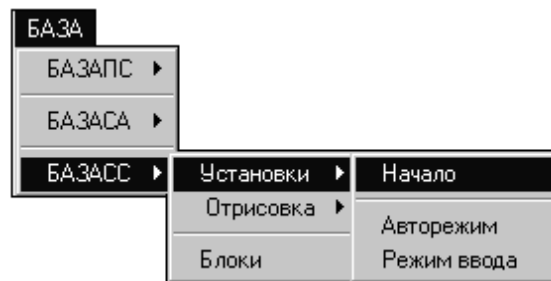 БАЗА
БАЗАПС
БАЗАСА
БАЗАСС
Установки
Отрисовка
Блоки
Начало
Авторежим
Режим ввода